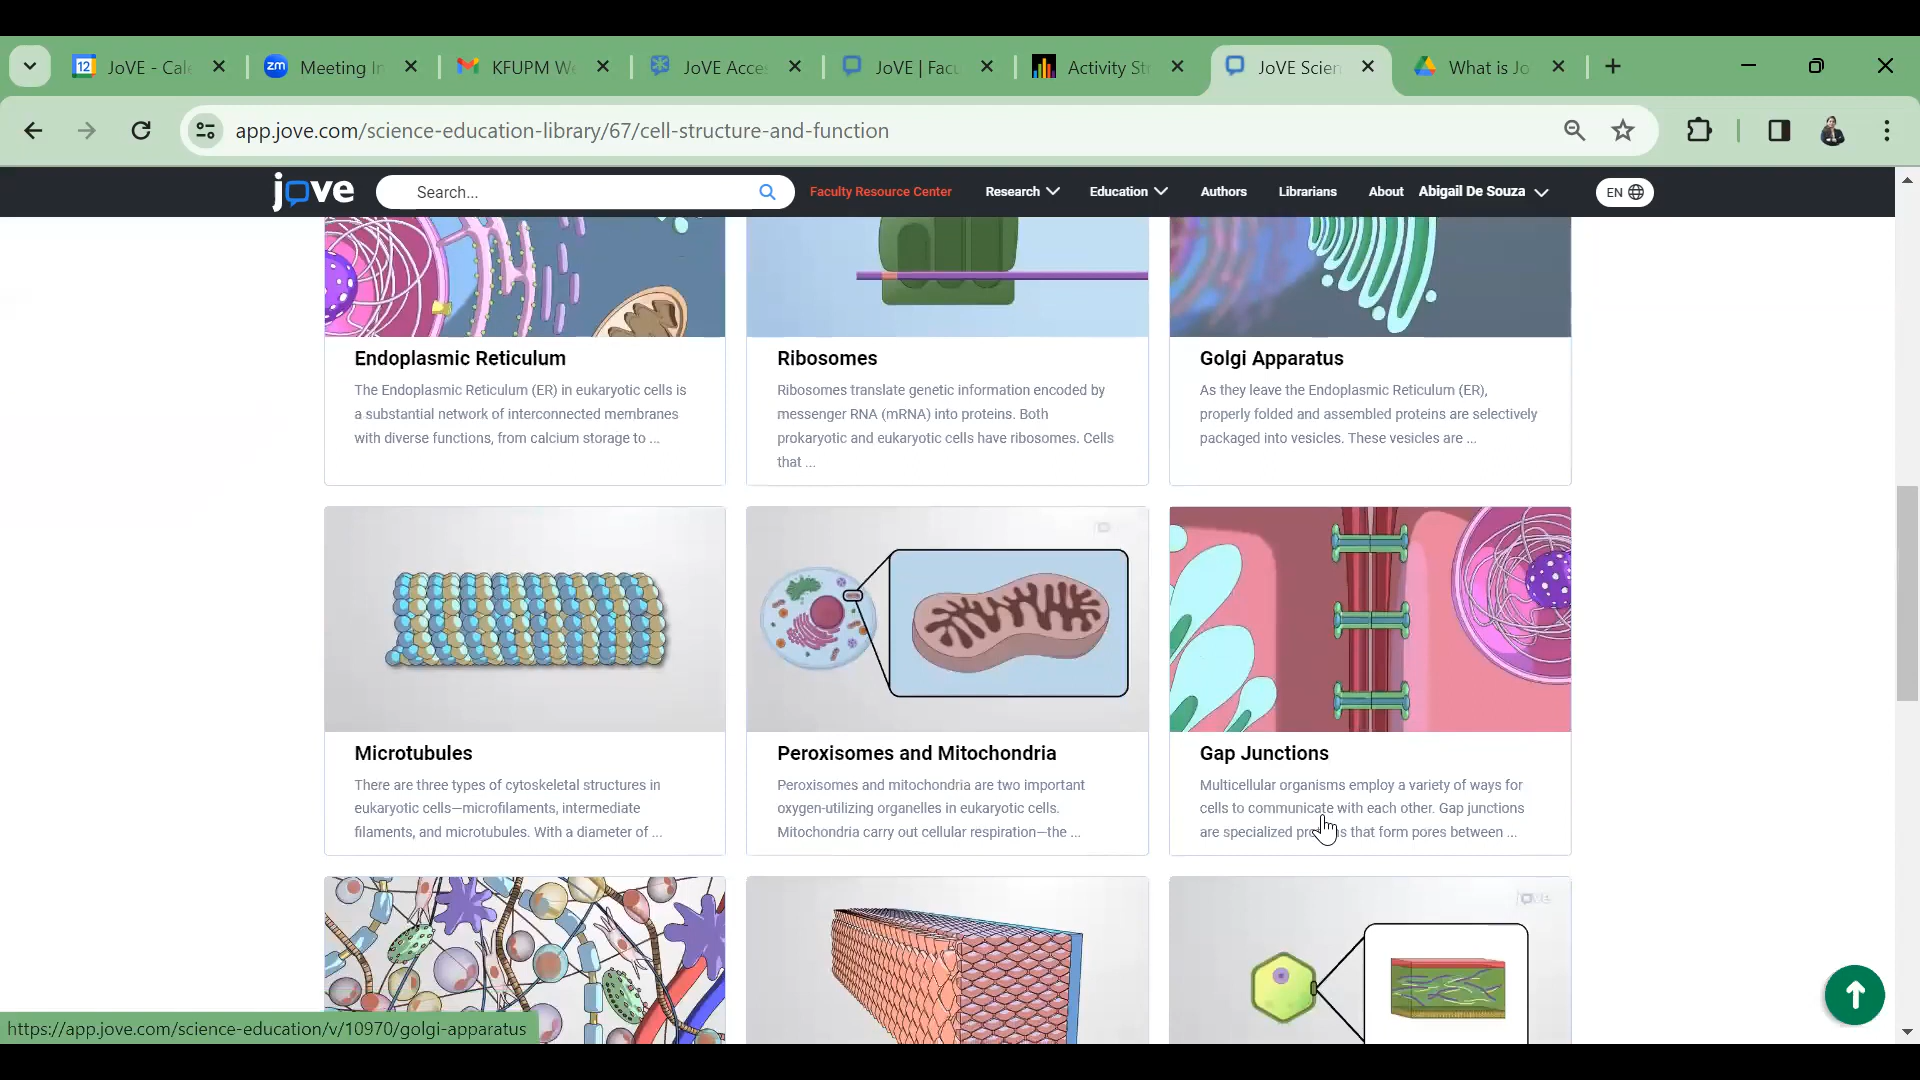 12 JoVE - Cale
zm Meeting In
KFUPM We
JoVE Acce
JoVE | Facu
Activity Str
JoVE Scien
What is Jo
app.jove.com/science-education-library/67/cell-structure-and-function
jove
Search...
Faculty Resource Center
Research
Education
Authors
Librarians
About
Abigail De Souza
EN
Endoplasmic Reticulum
The Endoplasmic Reticulum (ER) in eukaryotic cells is
a substantial network of interconnected membranes
with diverse functions, from calcium storage to ...
Ribosomes
Ribosomes translate genetic information encoded by
messenger RNA (mRNA) into proteins. Both
prokaryotic and eukaryotic cells have ribosomes. Cells
that ...
Golgi Apparatus
As they leave the Endoplasmic Reticulum (ER),
properly folded and assembled proteins are selectively
packaged into vesicles. These vesicles are ...
Microtubules
There are three types of cytoskeletal structures in
eukaryotic cells—microfilaments, intermediate
filaments, and microtubules. With a diameter of ...
Peroxisomes and Mitochondria
Peroxisomes and mitochondria are two important
oxygen-utilizing organelles in eukaryotic cells.
Mitochondria carry out cellular respiration—the ...
Gap Junctions
Multicellular organisms employ a variety of ways for
cells to communicate with each other. Gap junctions
are specialized that form pores between ...
jove
https://app.jove.com/science-education/v/10970/golgi-apparatus